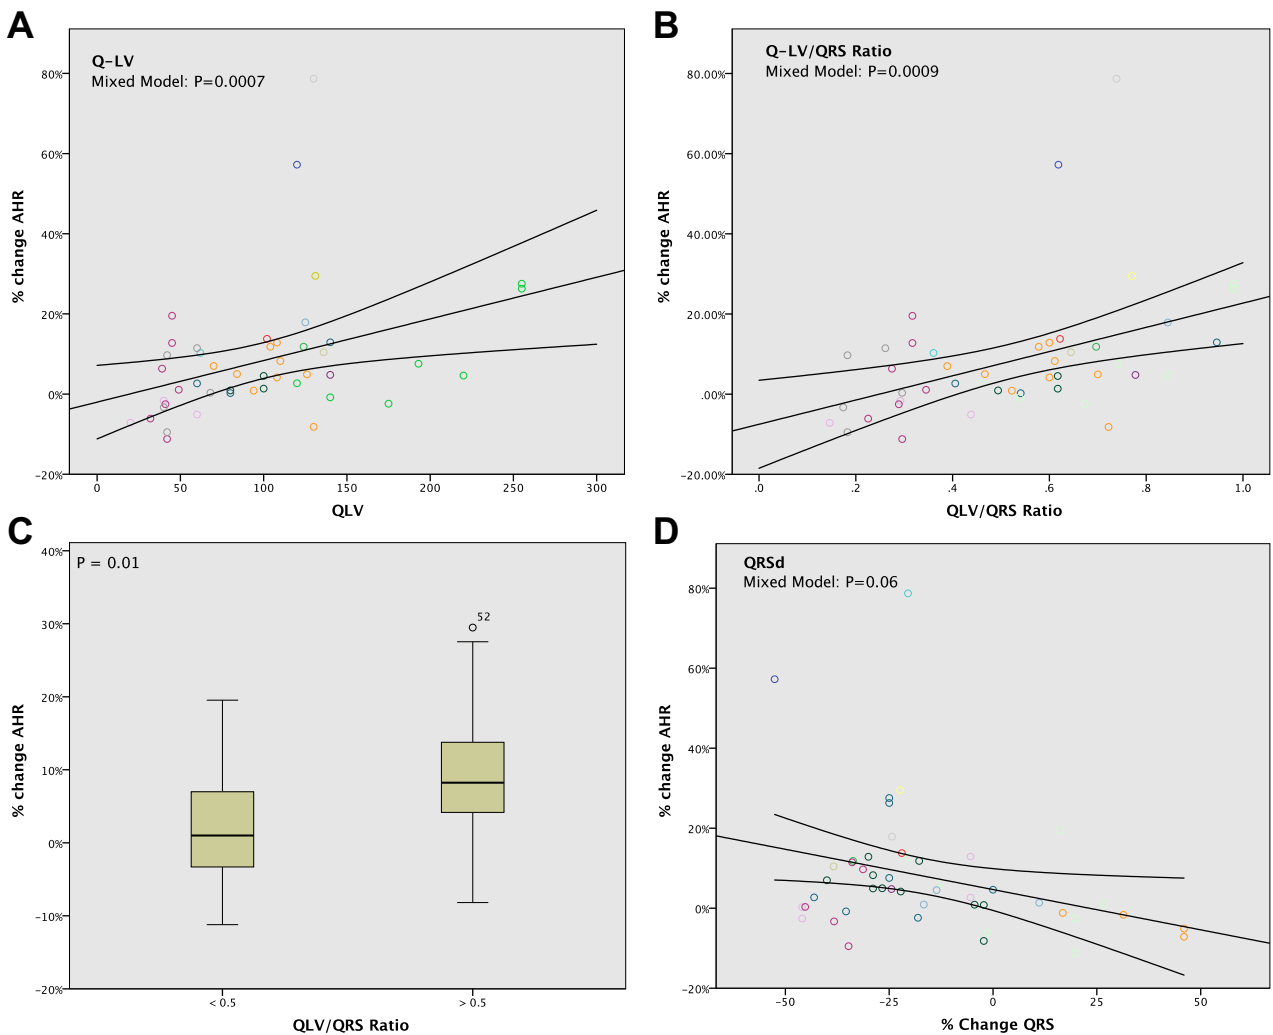 A
Q-LV
Mixed Model: P=0.0007
80%
60%
40%
20%
0%
-20%
% change AHR
0 50 100 150 200 250 300
QLV
B
Q-LV/QRS Ratio
Mixed Model: P=0.0009
80.00%
60.00%
40.00%
20.00%
.00%
-20.00%
% change AHR
.0 .2 .4 .6 .8 1.0
QLV/QRS Ratio
C
P = 0.01
40%
30%
20%
10%
0%
-10%
-20%
% change AHR
52
< 0.5 > 0.5
QLV/QRS Ratio
D
QRSd
Mixed Model: P=0.06
80%
60%
40%
20%
0%
-20%
% change AHR
-50 -25 0 25 50
% Change QRS